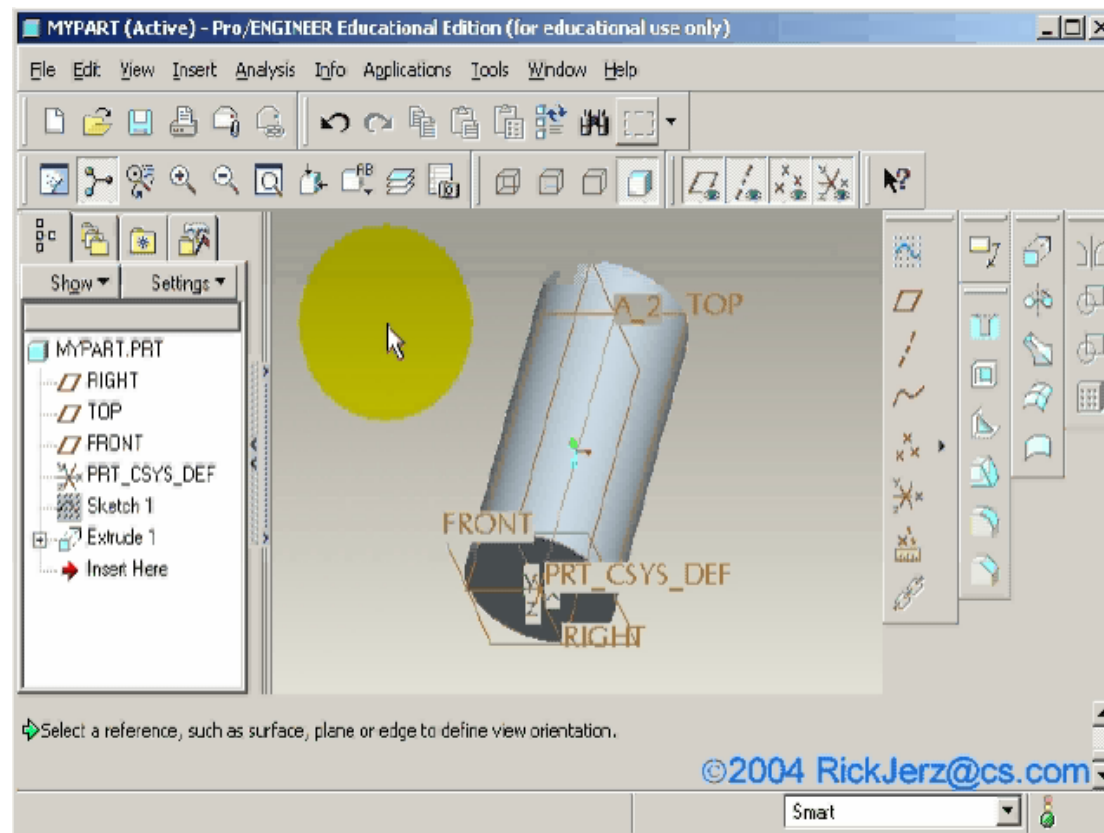 MYPART (Active) - Pro/ENGINEER Educational Edition (for educational use only)
File Edit View Insert Analysis Info Applications Tools Window Help
AB
Show Settings
MYPART.PRT
RIGHT
TOP
FRONT
PRT_CSYS_DEF
Sketch 1
Extrude 1
Insert Here
A_2 TOP
FRONT
Y PRT_CSYS_DEF
Z
RIGHT
Select a reference, such as surface, plane or edge to define view orientation.
©2004 RickJerz@cs.com
Smart